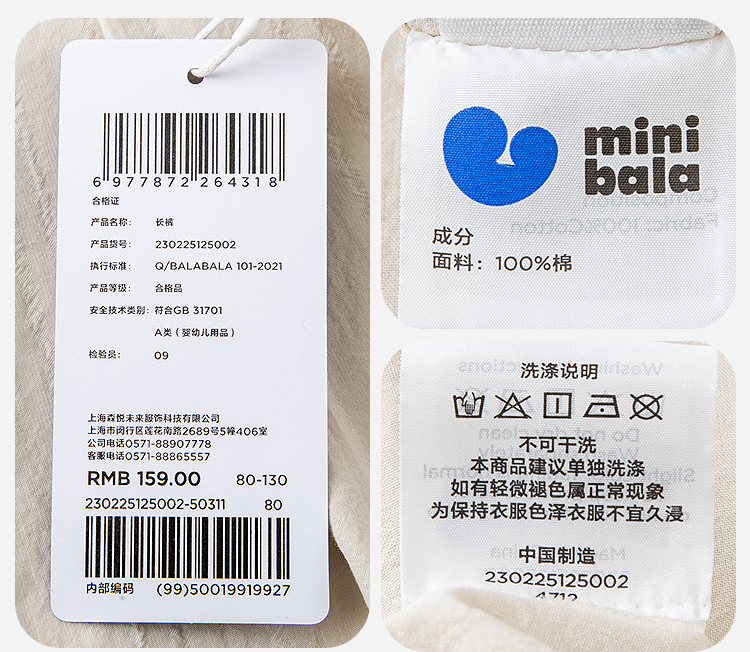 6 977872 264318
合格证
产品名称： 长裤
产品货号： 230225125002
执行标准： Q/BALABALA 101-2021
产品等级： 合格品
安全技术类别：符合GB 31701
A类（婴幼儿用品）
检验员： 09
上海森悦未来服饰科技有限公司
上海市闵行区莲花南路2689号5幢406室
公司电话0571-88907778
客服电话0571-88865557
RMB 159.00 80-130
230225125002-50311 80
内部编码 (99)50019919927
mini
bala
成分
面料：100%棉
Composition
Fabric: 100%Cotton
洗涤说明
不可干洗
本商品建议单独洗涤
如有轻微褪色属正常现象
为保持衣服色泽衣服不宜久浸
中国制造
230225125002
4712